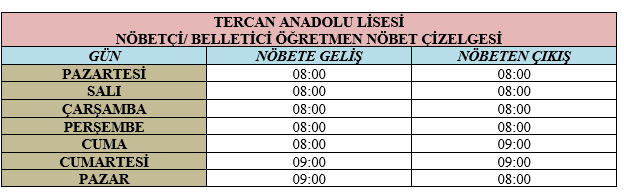 TERCAN ANADOLU LİSESİ
NÖBETÇİ/ BELLETİCİ ÖĞRETMEN NÖBET ÇİZELGESİ
GÜN NÖBETE GELİŞ NÖBETEN ÇIKIŞ
PAZARTESİ 08:00 08:00
SALI 08:00 08:00
ÇARŞAMBA 08:00 08:00
PERŞEMBE 08:00 08:00
CUMA 08:00 09:00
CUMARTESİ 09:00 09:00
PAZAR 09:00 08:00